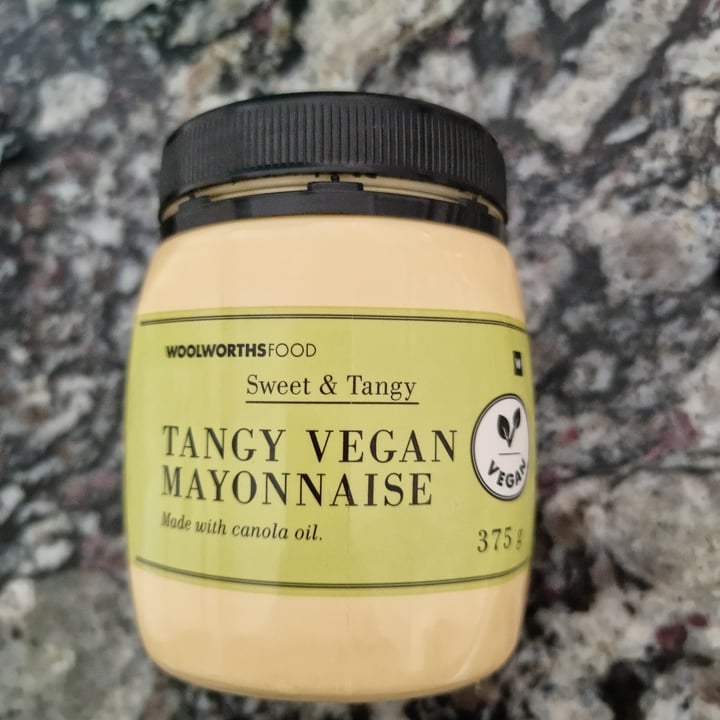 WOOLWORTHSFOOD
W
Sweet & Tangy
TANGY VEGAN
MAYONNAISE
VEGAN
Made with canola oil.
375 g